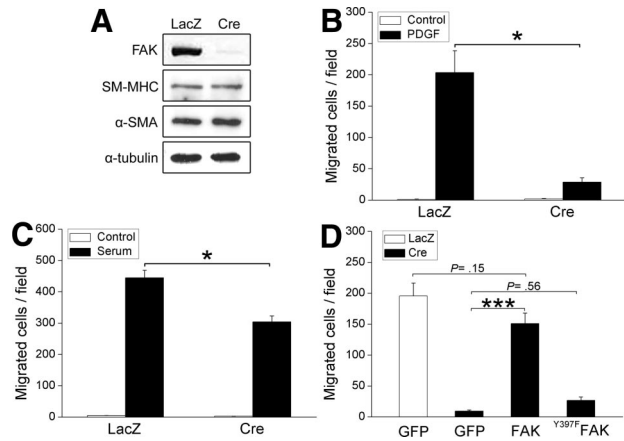 A
LacZ Cre
FAK
SM-MHC
α-SMA
α-tubulin
B
Control
PDGF
Migrated cells / field
300
250
200
150
100
50
0
*
LacZ Cre
C
Control
Serum
Migrated cells / field
600
500
400
300
200
100
0
*
LacZ Cre
D
LacZ
Cre
Migrated cells / field
300
250
200
150
100
50
0
P= .15
P= .56
***
GFP GFP FAK Y397FFAK